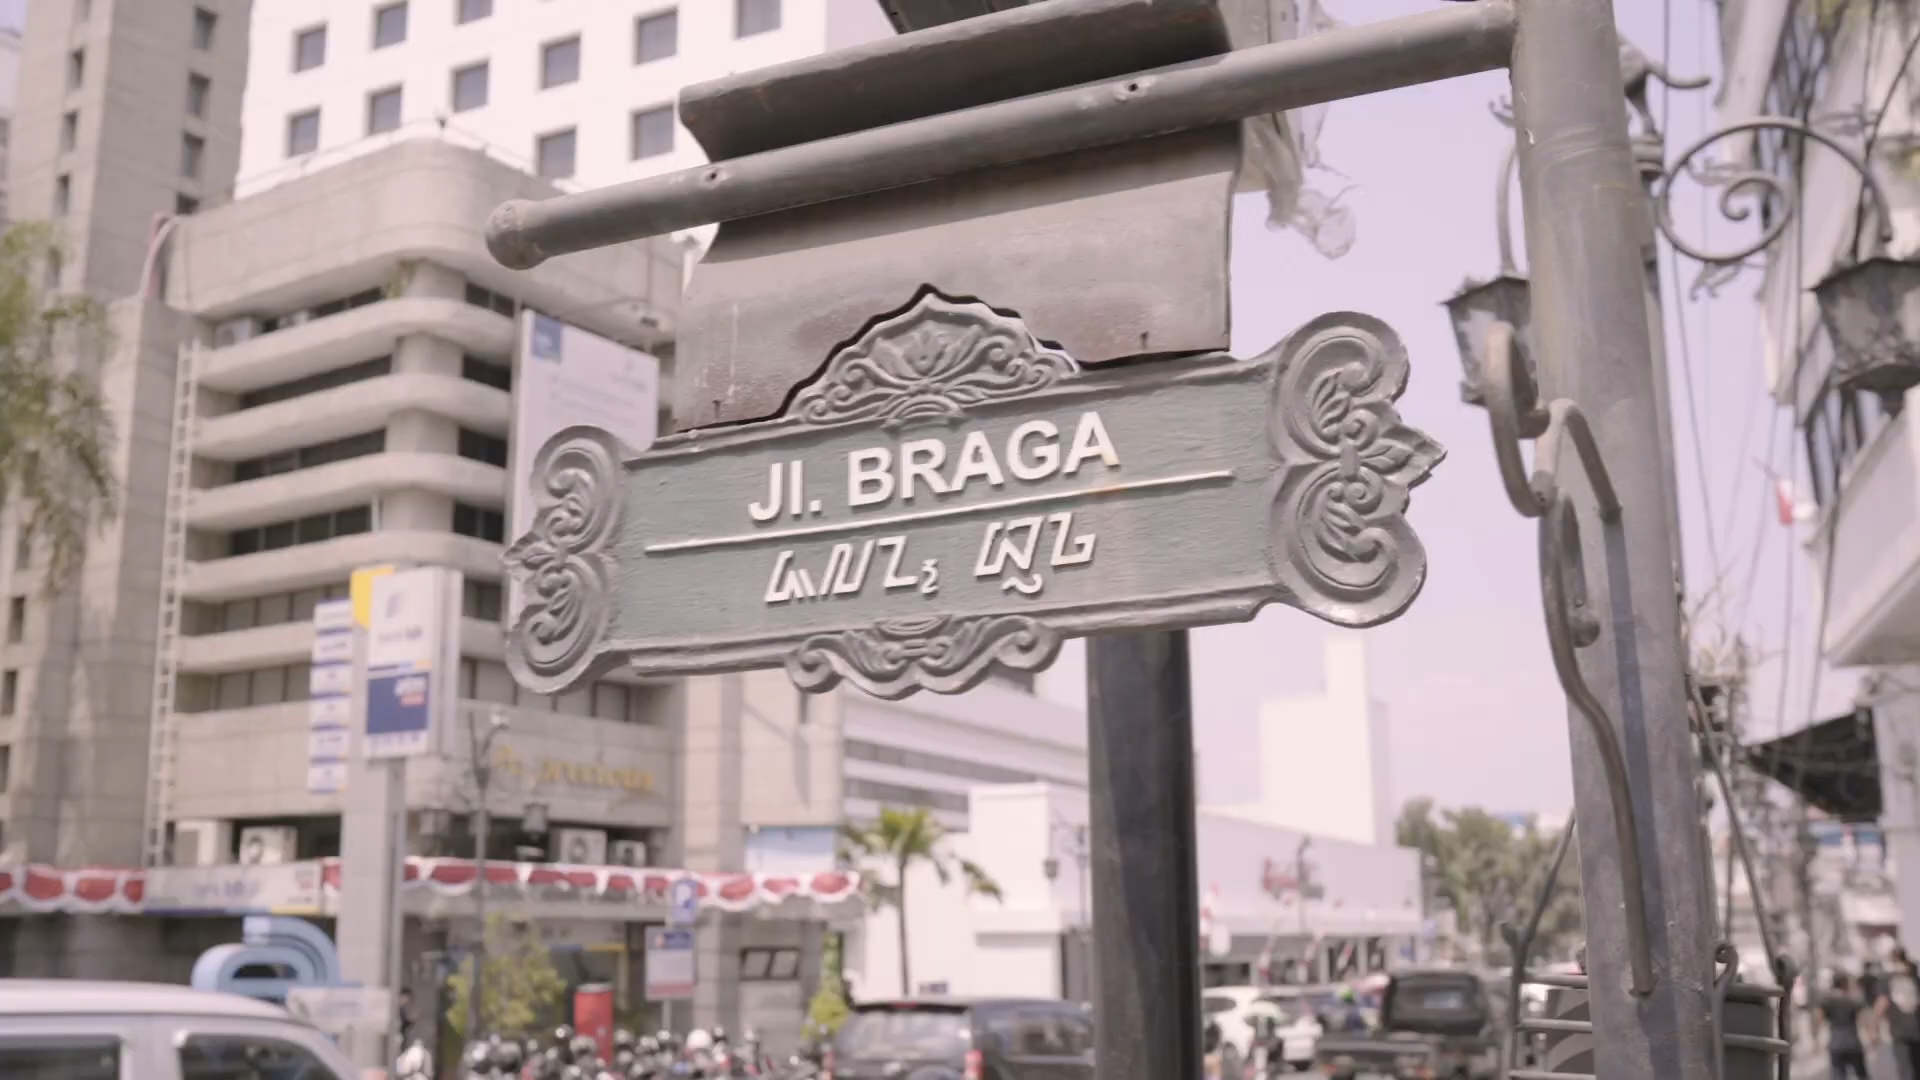 Jl. BRAGA
ᮏᮜᮔ᮪ ᮘᮢᮌ